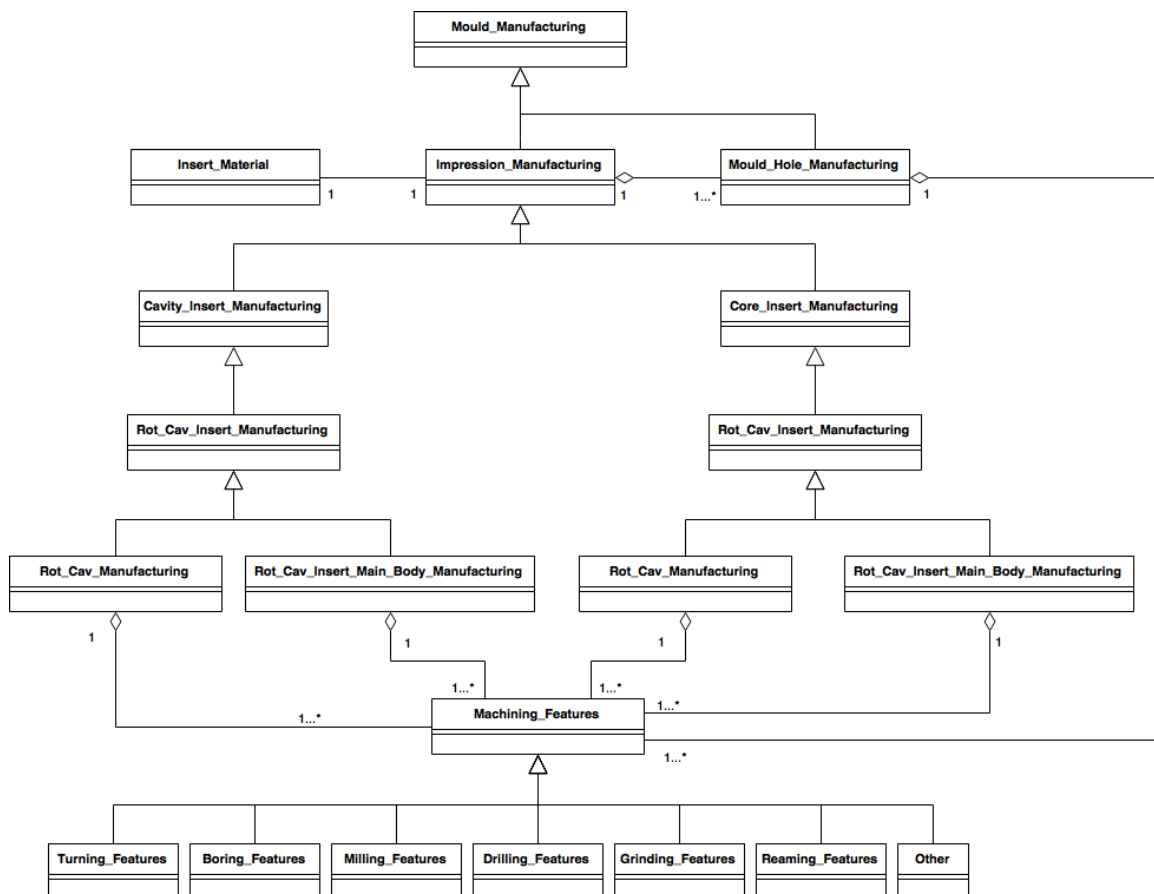 Mould_Manufacturing
Insert_Material
Impression_Manufacturing
Mould_Hole_Manufacturing
1
1
1
1...*
1
Cavity_Insert_Manufacturing
Core_Insert_Manufacturing
Rot_Cav_Insert_Manufacturing
Rot_Cav_Insert_Manufacturing
Rot_Cav_Manufacturing
Rot_Cav_Insert_Main_Body_Manufacturing
Rot_Cav_Manufacturing
Rot_Cav_Insert_Main_Body_Manufacturing
1
1
1
1
1...*
1...*
1...*
1...*
Machining_Features
1...*
Turning_Features
Boring_Features
Milling_Features
Drilling_Features
Grinding_Features
Reaming_Features
Other